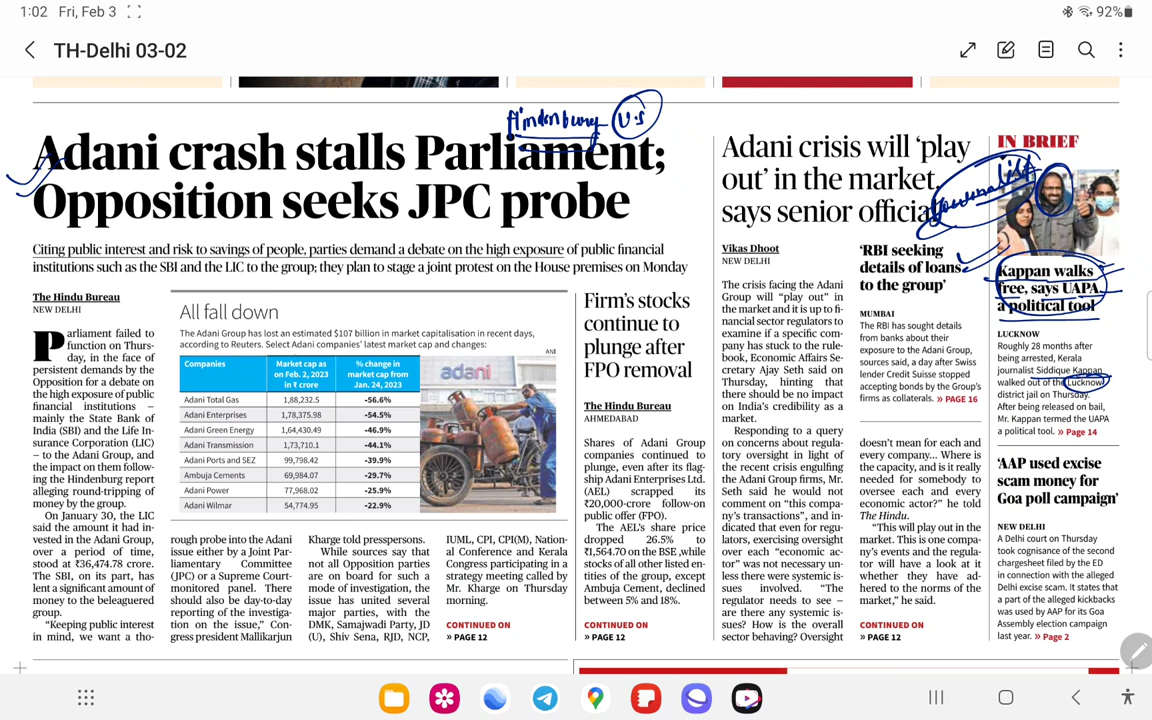 1:02 Fri, Feb 3
92%
TH-Delhi 03-02
Hindenburg U.S
Adani crash stalls Parliament;
Opposition seeks JPC probe
Citing public interest and risk to savings of people, parties demand a debate on the high exposure of public financial
institutions such as the SBI and the LIC to the group; they plan to stage a joint protest on the House premises on Monday
The Hindu Bureau
NEW DELHI
Parliament failed to
function on Thurs-
day, in the face of
persistent demands by the
Opposition for a debate on
the high exposure of public
financial institutions –
mainly the State Bank of
India (SBI) and the Life In-
surance Corporation (LIC)
– to the Adani Group, and
the impact on them follow-
ing the Hindenburg report
alleging round-tripping of
money by the group.
On January 30, the LIC
said the amount it had in-
vested in the Adani Group,
over a period of time,
stood at ₹36,474.78 crore.
The SBI, on its part, has
lent a significant amount of
money to the beleaguered
group.
"Keeping public interest
in mind, we want a tho-
All fall down
The Adani Group has lost an estimated $107 billion in market capitalisation in recent days,
according to Reuters. Select Adani companies' latest market cap and changes:
ANI
Companies Market cap as on Feb. 2, 2023 in ₹ crore % change in market cap from Jan. 24, 2023
Adani Total Gas 1,88,232.5 -56.6%
Adani Enterprises 1,78,375.98 -54.5%
Adani Green Energy 1,64,430.49 -46.9%
Adani Transmission 1,73,710.1 -44.1%
Adani Ports and SEZ 99,798.42 -39.9%
Ambuja Cements 69,984.07 -29.7%
Adani Power 77,968.02 -25.9%
Adani Wilmar 54,774.95 -22.9%
adani
rough probe into the Adani
issue either by a Joint Par-
liamentary Committee
(JPC) or a Supreme Court-
monitored panel. There
should also be day-to-day
reporting of the investiga-
tion on the issue," Con-
gress president Mallikarjun
Kharge told presspersons.
While sources say that
not all Opposition parties
are on board for such a
mode of investigation, the
issue has united several
major parties, with the
DMK, Samajwadi Party, JD
(U), Shiv Sena, RJD, NCP,
IUML, CPI, CPI(M), Nation-
al Conference and Kerala
Congress participating in a
strategy meeting called by
Mr. Kharge on Thursday
morning.
CONTINUED ON
» PAGE 12
Firm's stocks
continue to
plunge after
FPO removal
The Hindu Bureau
AHMEDABAD
Shares of Adani Group
companies continued to
plunge, even after its flag-
ship Adani Enterprises Ltd.
(AEL) scrapped its
₹20,000-crore follow-on
public offer (FPO).
The AEL's share price
dropped 26.5% to
₹1,564.70 on the BSE ,while
stocks of all other listed en-
tities of the group, except
Ambuja Cement, declined
between 5% and 18%.
CONTINUED ON
» PAGE 12
Adani crisis will 'play
out' in the market,
says senior official
Vikas Dhoot
NEW DELHI
The crisis facing the Adani
Group will "play out" in
the market and it is up to fi-
nancial sector regulators to
examine if a specific com-
pany has stuck to the rule-
book, Economic Affairs Se-
cretary Ajay Seth said on
Thursday, hinting that
there should be no impact
on India's credibility as a
market.
Responding to a query
on concerns about regula-
tory oversight in light of
the recent crisis engulfing
the Adani Group firms, Mr.
Seth said he would not
comment on "this com-
pany's transactions", and in-
dicated that even for regu-
lators, exercising oversight
over each "economic ac-
tor" was not necessary un-
less there were systemic is-
sues involved. "The
regulator needs to see –
are there any systemic is-
sues? How is the overall
sector behaving? Oversight
'RBI seeking
details of loans
to the group'
MUMBAI
The RBI has sought details
from banks about their
exposure to the Adani Group,
sources said, a day after Swiss
lender Credit Suisse stopped
accepting bonds by the Group's
firms as collaterals. » PAGE 16
doesn't mean for each and
every company... Where is
the capacity, and is it really
needed for somebody to
oversee each and every
economic actor?" he told
The Hindu.
"This will play out in the
market. This is one compa-
ny's events and the regula-
tor will have a look at it
whether they have ad-
hered to the norms of the
market," he said.
CONTINUED ON
» PAGE 12
IN BRIEF
Journalist
Kappan walks
free, says UAPA
a political tool
LUCKNOW
Roughly 28 months after
being arrested, Kerala
journalist Siddique Kappan
walked out of the Lucknow
district jail on Thursday.
After being released on bail,
Mr. Kappan termed the UAPA
a political tool. » Page 14
'AAP used excise
scam money for
Goa poll campaign'
NEW DELHI
A Delhi court on Thursday
took cognisance of the second
chargesheet filed by the ED
in connection with the alleged
Delhi excise scam. It states that
a part of the alleged kickbacks
was used by AAP for its Goa
Assembly election campaign
last year. » Page 2